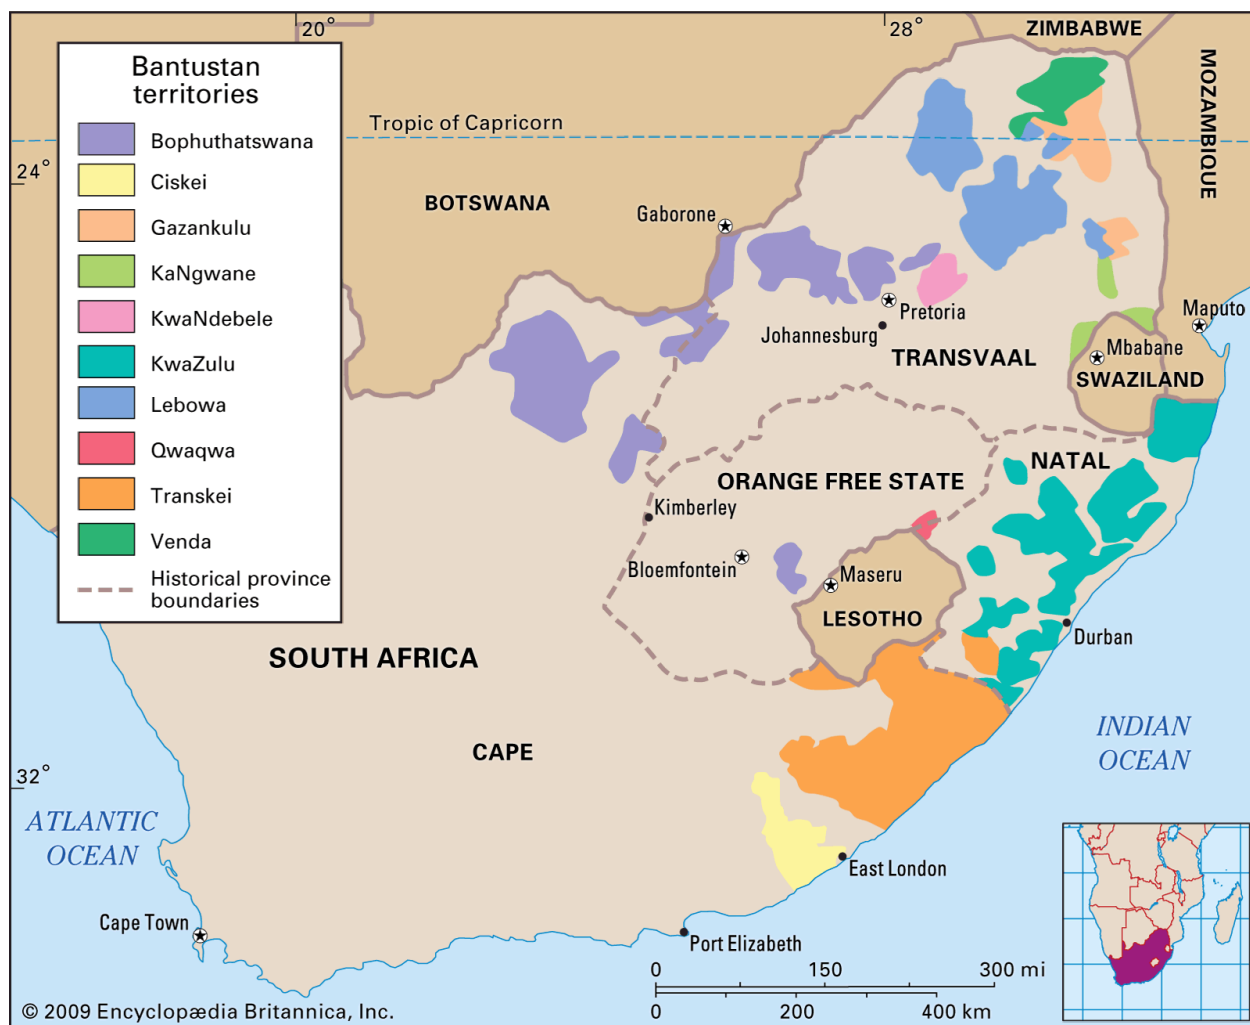 20°
28°
ZIMBABWE
MOZAMBIQUE
Bantustan
territories
Bophuthatswana
Ciskei
Gazankulu
KaNgwane
KwaNdebele
KwaZulu
Lebowa
Qwaqwa
Transkei
Venda
Historical province
boundaries
Tropic of Capricorn
24°
BOTSWANA
Gaborone
Pretoria
Johannesburg
TRANSVAAL
Maputo
Mbabane
SWAZILAND
NATAL
ORANGE FREE STATE
Kimberley
Bloemfontein
Maseru
LESOTHO
Durban
SOUTH AFRICA
CAPE
INDIAN
OCEAN
32°
ATLANTIC
OCEAN
East London
Cape Town
Port Elizabeth
0 150 300 mi
0 200 400 km
© 2009 Encyclopædia Britannica, Inc.